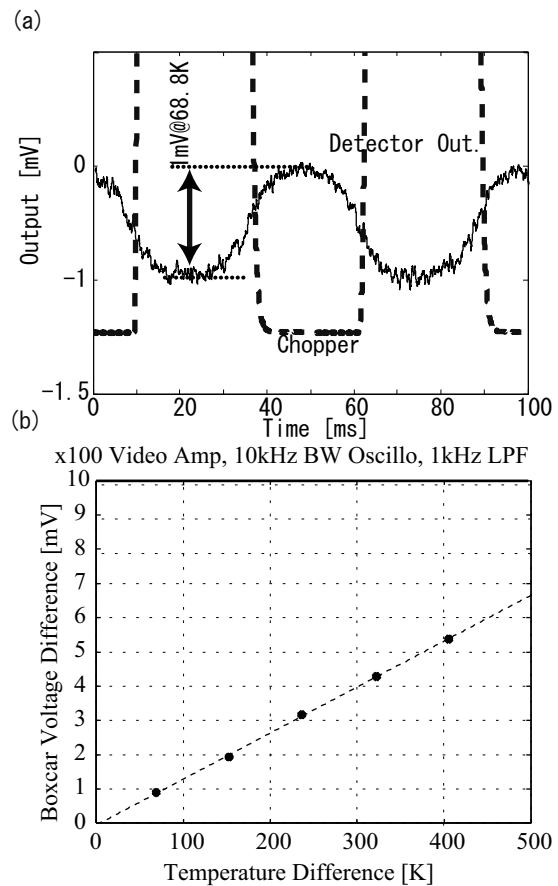 (a)
Output [mV]
0
-1
-1.5
1mV@68.8K
Detector Out.
Chopper
0 20 40 60 80 100
Time [ms]
(b)
x100 Video Amp, 10kHz BW Oscillo, 1kHz LPF
Boxcar Voltage Difference [mV]
10
9
8
7
6
5
4
3
2
1
0
0 100 200 300 400 500
Temperature Difference [K]